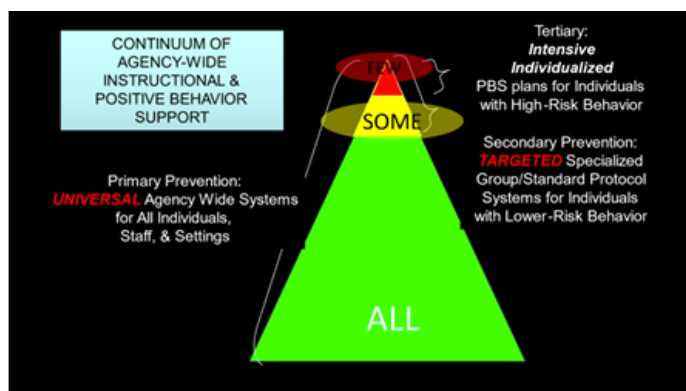 CONTINUUM OF
AGENCY-WIDE
INSTRUCTIONAL &
POSITIVE BEHAVIOR
SUPPORT
Tertiary:
Intensive
Individualized
PBS plans for Individuals
with High-Risk Behavior
FEW
SOME
Secondary Prevention:
TARGETED Specialized
Group/Standard Protocol
Systems for Individuals
with Lower-Risk Behavior
Primary Prevention:
UNIVERSAL Agency Wide Systems
for All Individuals,
Staff, & Settings
ALL